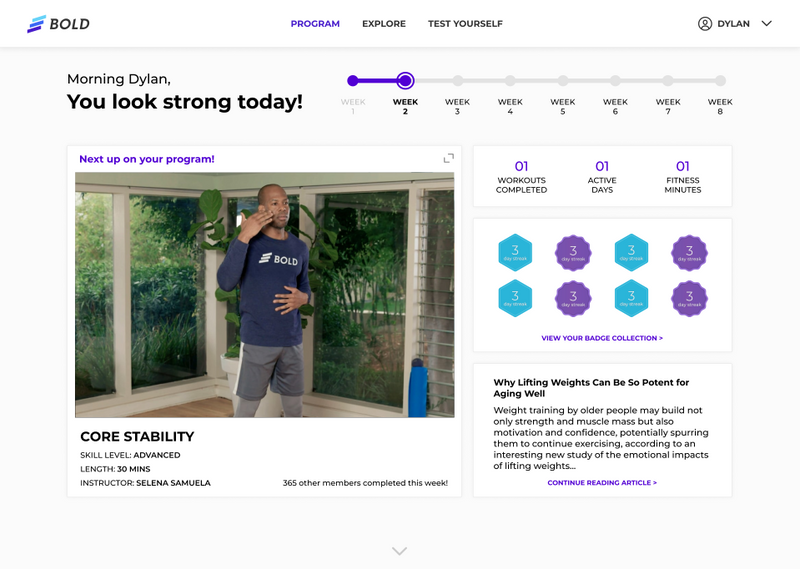 BOLD
PROGRAM
EXPLORE
TEST YOURSELF
DYLAN
Morning Dylan,
You look strong today!
WEEK
1
WEEK
2
WEEK
3
WEEK
4
WEEK
5
WEEK
6
WEEK
7
WEEK
8
Next up on your program!
BOLD
CORE STABILITY
SKILL LEVEL: ADVANCED
LENGTH: 30 MINS
INSTRUCTOR: SELENA SAMUELA
365 other members completed this week!
01
WORKOUTS
COMPLETED
01
ACTIVE
DAYS
01
FITNESS
MINUTES
3
day streak
3
day streak
3
day streak
3
day streak
3
day streak
3
day streak
3
day streak
3
day streak
VIEW YOUR BADGE COLLECTION >
Why Lifting Weights Can Be So Potent for
Aging Well
Weight training by older people may build not
only strength and muscle mass but also
motivation and confidence, potentially spurring
them to continue exercising, according to an
interesting new study of the emotional impacts
of lifting weights...
CONTINUE READING ARTICLE >